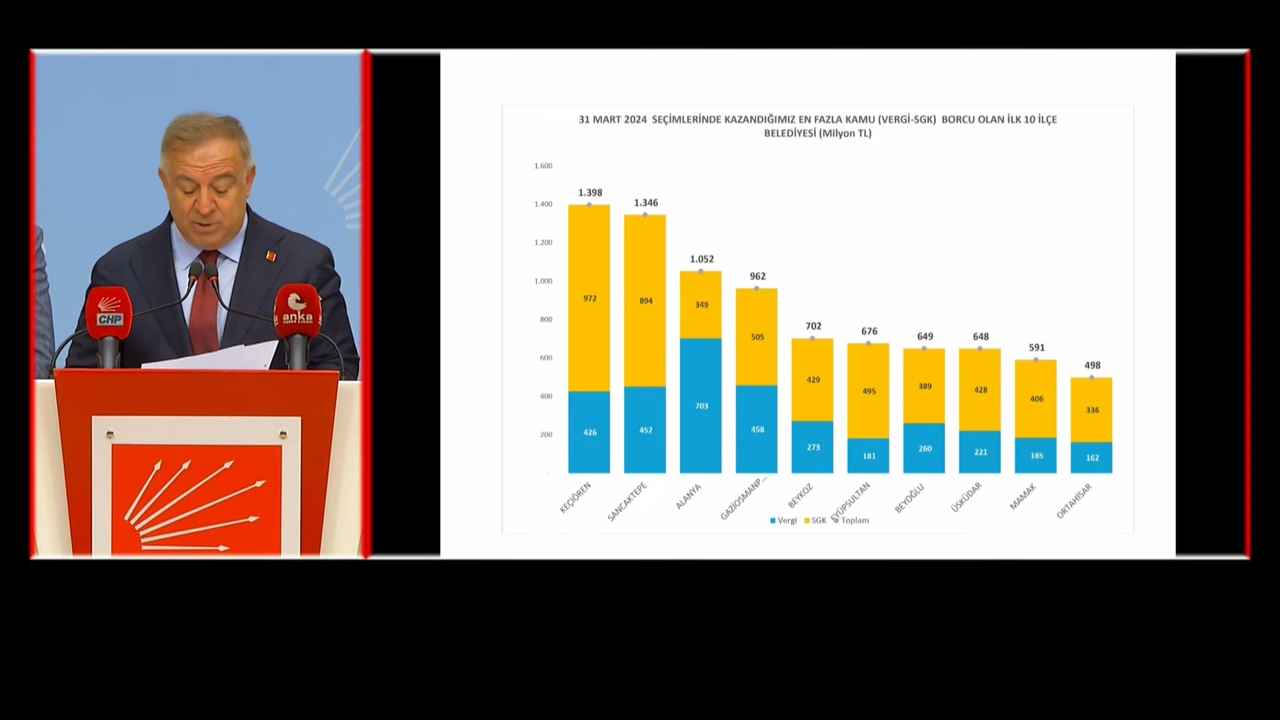 CHP
anka
31 MART 2024 SEÇİMLERİNDE KAZANDIĞIMIZ EN FAZLA KAMU (VERGİ-SGK) BORCU OLAN İLK 10 İLÇE
BELEDİYESİ (Milyon TL)
1.600
1.400
1.200
1.000
800
600
400
200
-
1.398
1.346
1.052
962
702
676
649
648
591
498
972
894
349
505
429
495
389
428
406
336
426
452
703
458
273
181
260
221
185
162
KEÇİÖREN
SANCAKTEPE
ALANYA
GAZİOSMANP...
BEYKOZ
EYÜPSULTAN
BEYOĞLU
ÜSKÜDAR
MAMAK
ORTAHİSAR
Vergi SGK Toplam